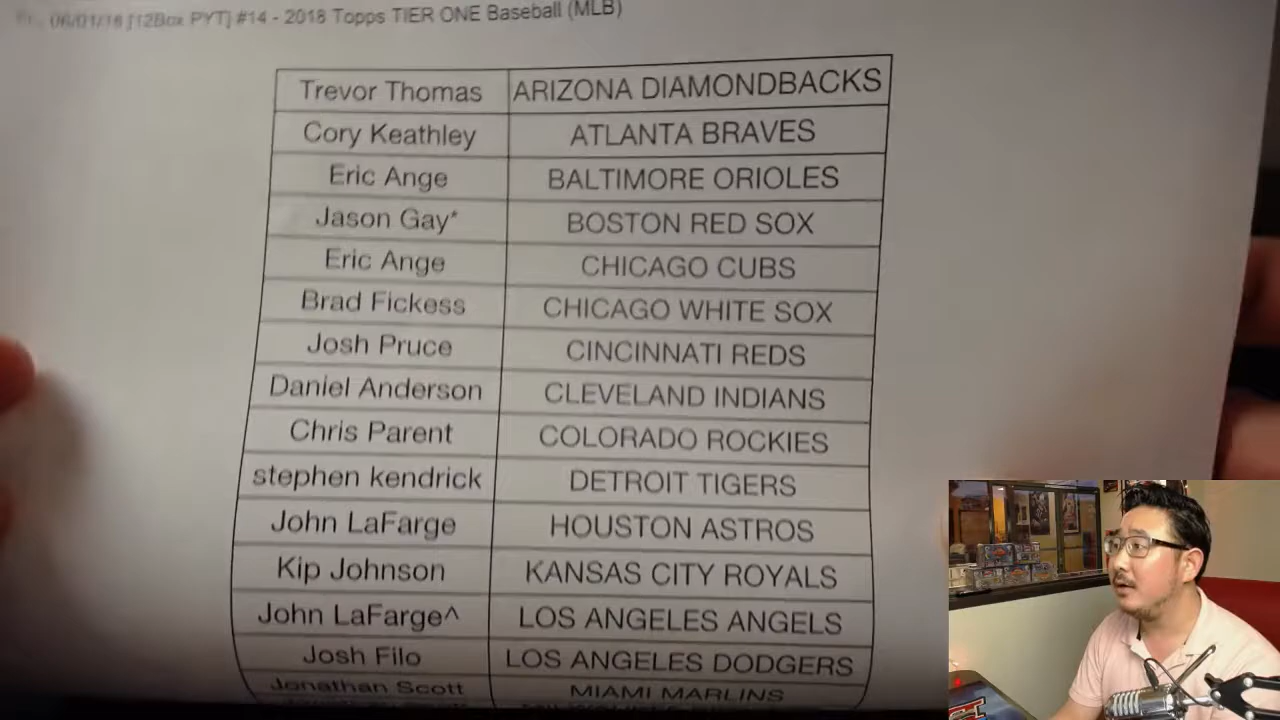 06/01/18 [12Box PYT] #14 - 2018 Topps TIER ONE Baseball (MLB)
Trevor Thomas ARIZONA DIAMONDBACKS
Cory Keathley ATLANTA BRAVES
Eric Ange BALTIMORE ORIOLES
Jason Gay* BOSTON RED SOX
Eric Ange CHICAGO CUBS
Brad Fickess CHICAGO WHITE SOX
Josh Pruce CINCINNATI REDS
Daniel Anderson CLEVELAND INDIANS
Chris Parent COLORADO ROCKIES
stephen kendrick DETROIT TIGERS
John LaFarge HOUSTON ASTROS
Kip Johnson KANSAS CITY ROYALS
John LaFarge^ LOS ANGELES ANGELS
Josh Filo LOS ANGELES DODGERS
Jonathan Scott MIAMI MARLINS